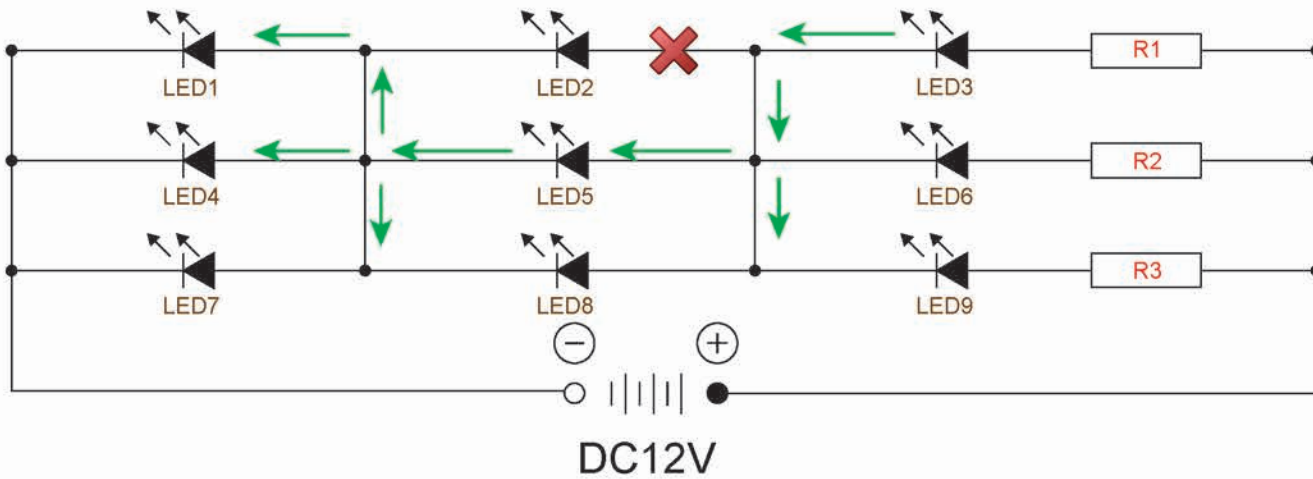 R1
LED1 LED2 LED3
R2
LED4 LED5 LED6
R3
LED7 LED8 LED9
− +
DC12V